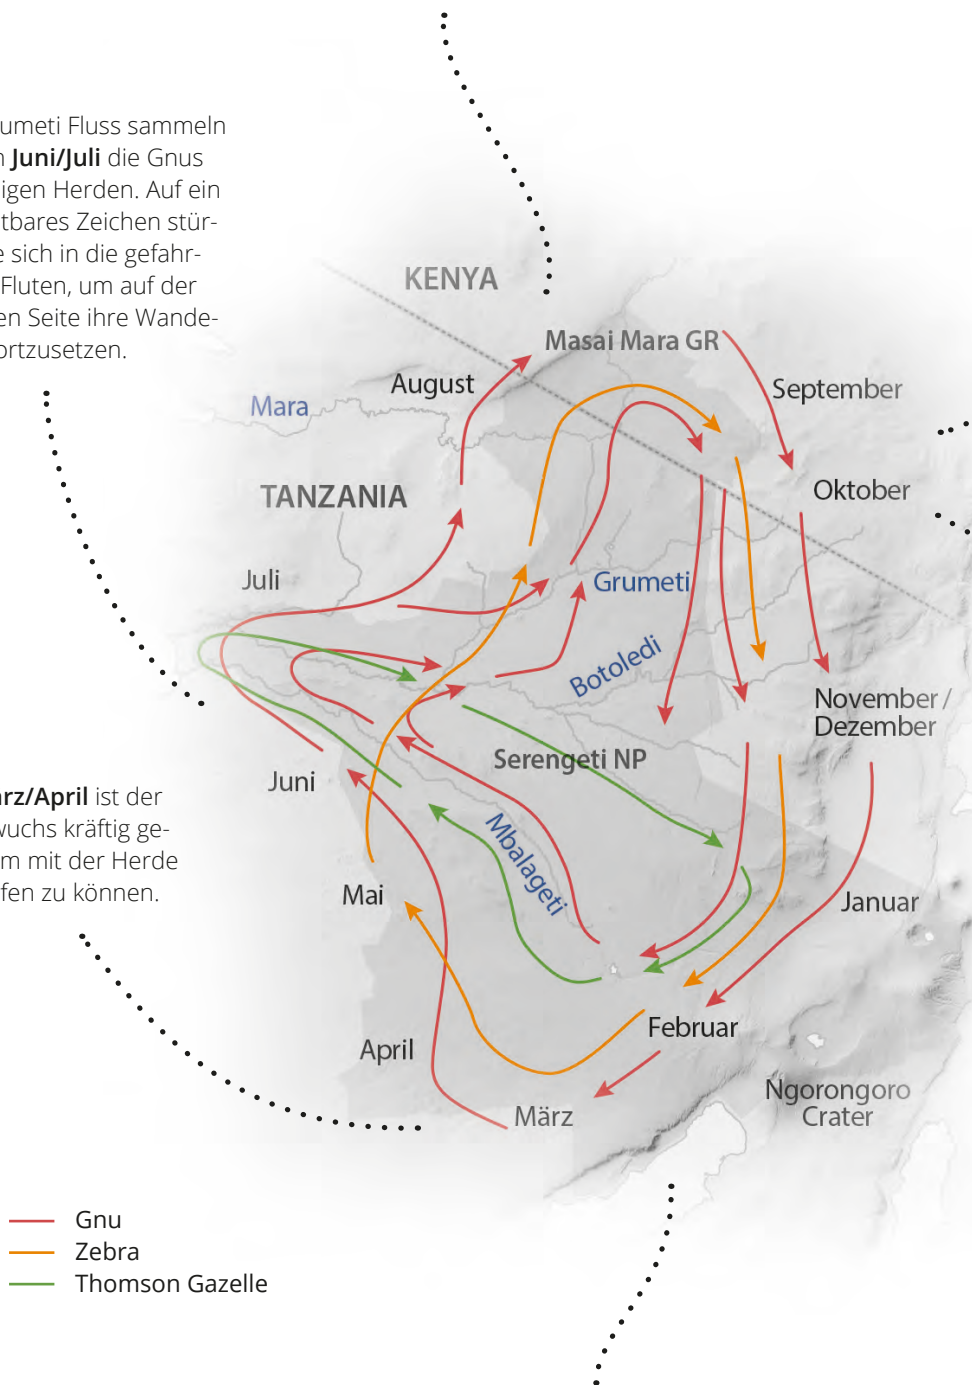 umeti Fluss sammeln
n Juni/Juli die Gnus
igen Herden. Auf ein
tbares Zeichen stür-
e sich in die gefahr-
Fluten, um auf der
en Seite ihre Wande-
ortzusetzen.
KENYA
Masai Mara GR
August
September
Mara
TANZANIA
Oktober
Juli
Grumeti
Botoledi
November /
Dezember
Serengeti NP
Juni
rz/April ist der
wuchs kräftig ge-
m mit der Herde
fen zu können.
Mbalageti
Mai
Januar
Februar
April
Ngorongoro
Crater
März
Gnu
Zebra
Thomson Gazelle